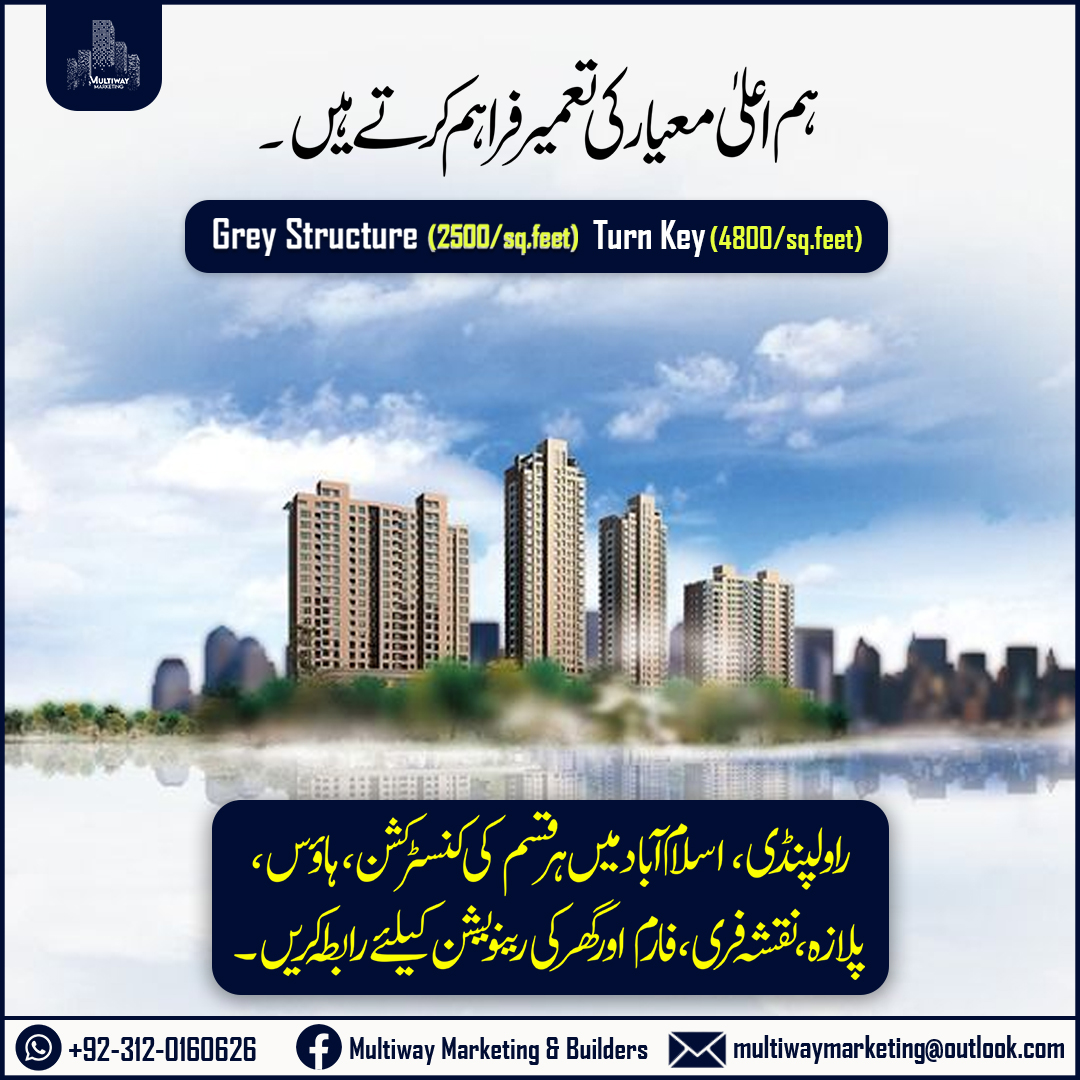 MULTIWAY
MARKETING
ہم اعلیٰ معیار کی تعمیر فراہم کرتے ہیں۔
Grey Structure (2500/sq.feet) Turn Key (4800/sq.feet)
راولپنڈی، اسلام آباد میں ہر قسم کی کنسٹرکشن، ہاؤس،
پلازہ، نقشہ فری، فارم اور گھر کی رینویشن کیلئے رابطہ کریں۔
+92-312-0160626 Multiway Marketing & Builders multiwaymarketing@outlook.com